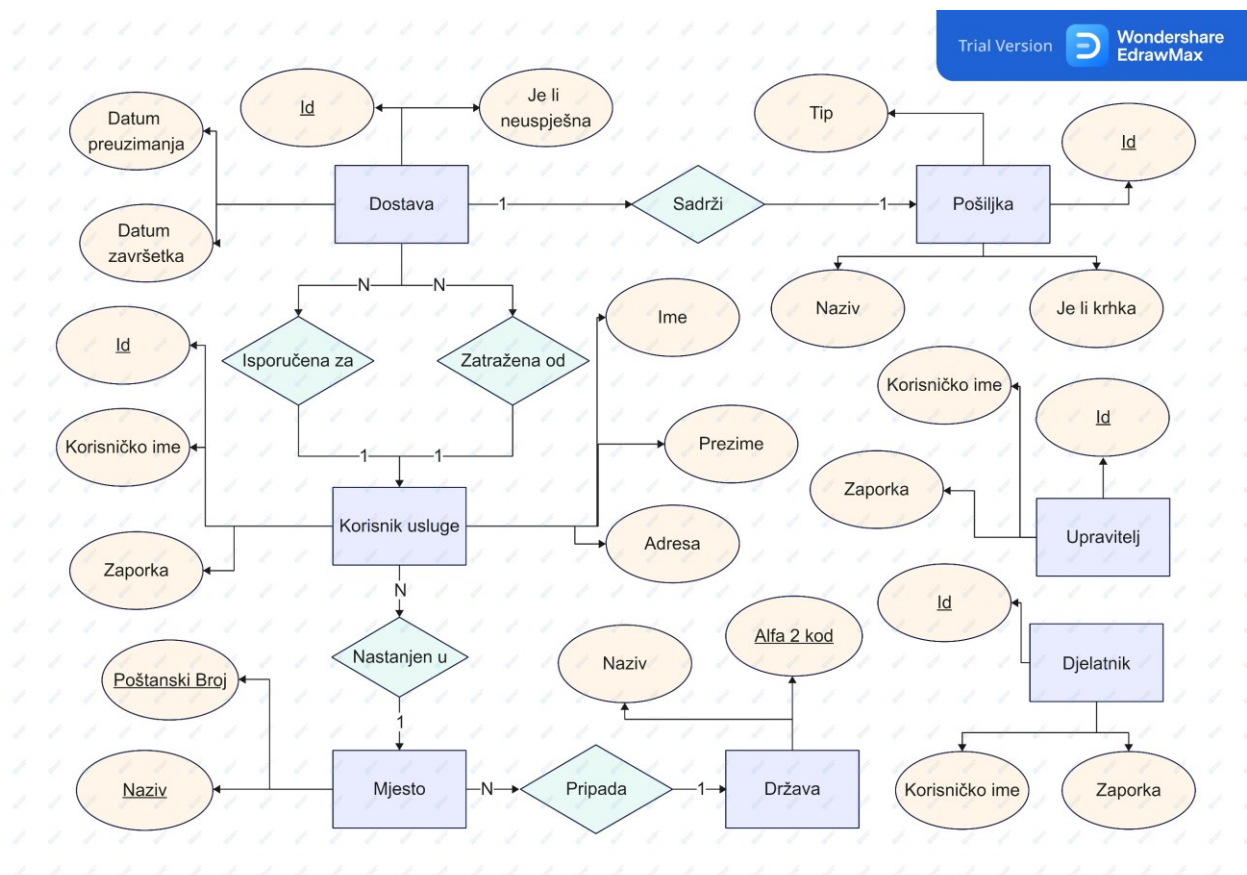 Trial Version
Wondershare
EdrawMax
Id
Je li
neuspješna
Datum
preuzimanja
Tip
Id
Dostava
1
Sadrži
1
Pošiljka
Datum
završetka
N
N
Naziv
Je li krhka
Ime
Id
Isporučena za
Zatražena od
Korisničko ime
Id
Korisničko ime
1
1
Prezime
Zaporka
Korisnik usluge
Upravitelj
Adresa
Zaporka
N
Id
Alfa 2 kod
Nastanjen u
Naziv
Djelatnik
Poštanski Broj
1
Naziv
Mjesto
N
Pripada
1
Država
Korisničko ime
Zaporka